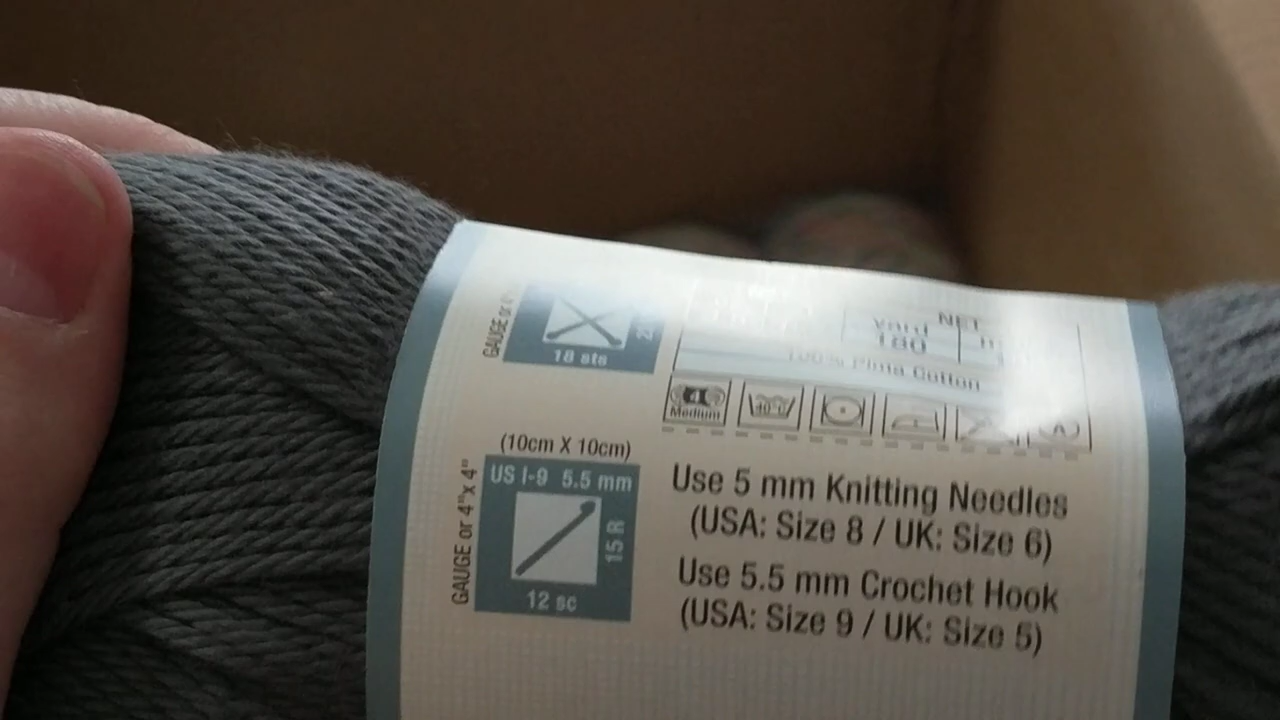 GAUGE or
18 sts
NET
yard
180
100% Pima Cotton
4
Medium
40°C
A
(10cm X 10cm)
GAUGE or 4"x 4"
US I-9 5.5 mm
15 R
12 sc
Use 5 mm Knitting Needles
(USA: Size 8 / UK: Size 6)
Use 5.5 mm Crochet Hook
(USA: Size 9 / UK: Size 5)